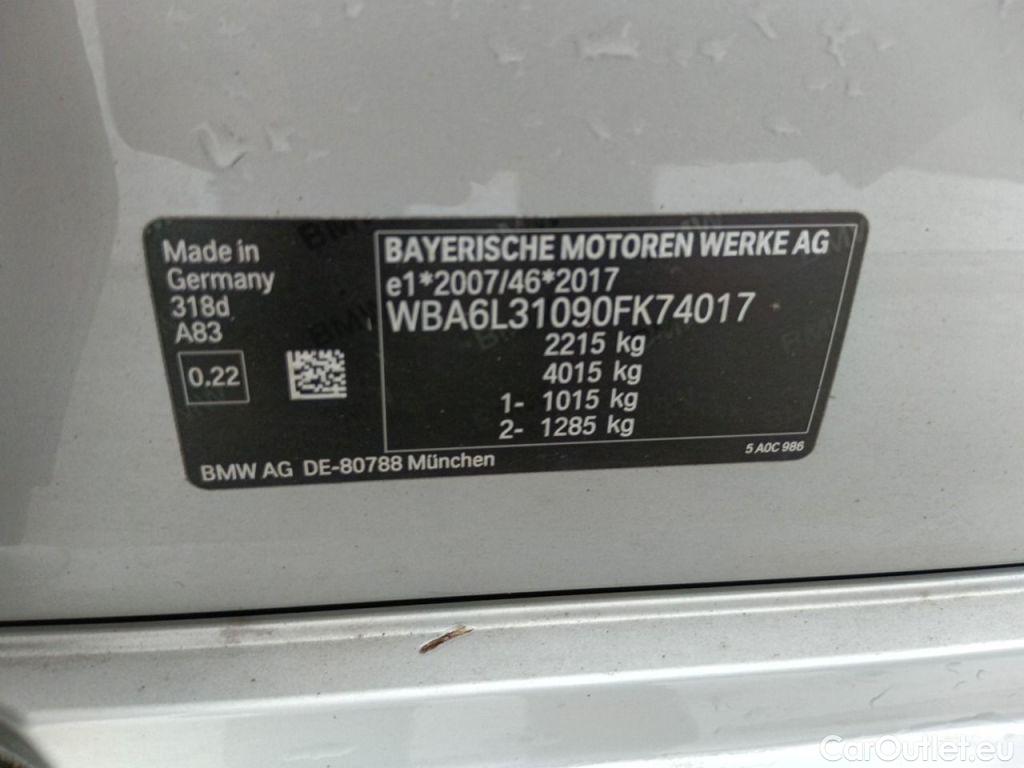 Made in
Germany
318d
A83
0.22
BAYERISCHE MOTOREN WERKE AG
e1*2007/46*2017
WBA6L31090FK74017
2215 kg
4015 kg
1- 1015 kg
2- 1285 kg
BMW AG DE-80788 München
5 A0C 986
CarOutlet.eu